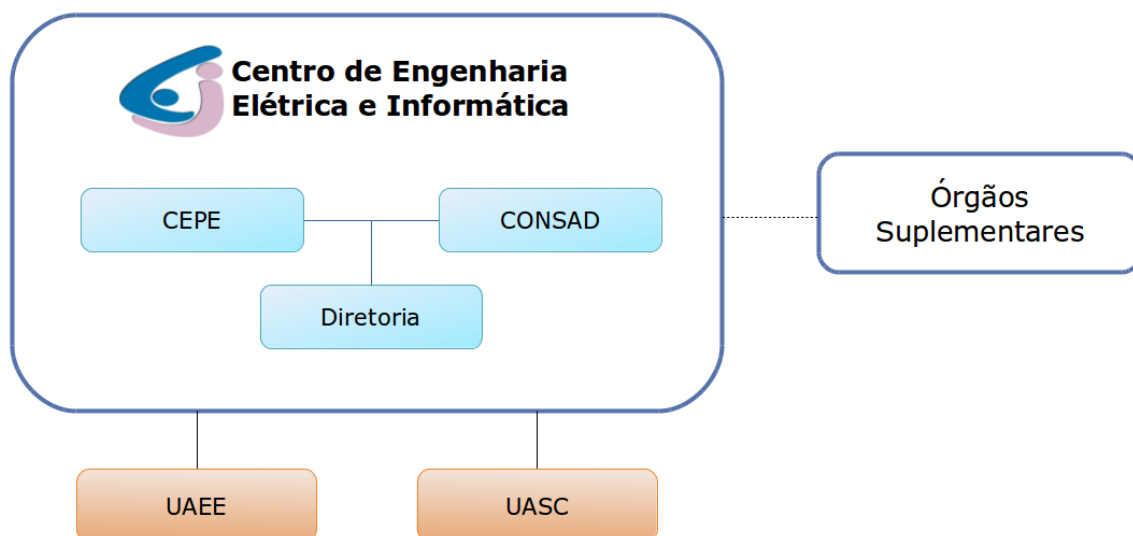 Centro de Engenharia
Elétrica e Informática
CEPE
CONSAD
Órgãos
Suplementares
Diretoria
UAEE
UASC